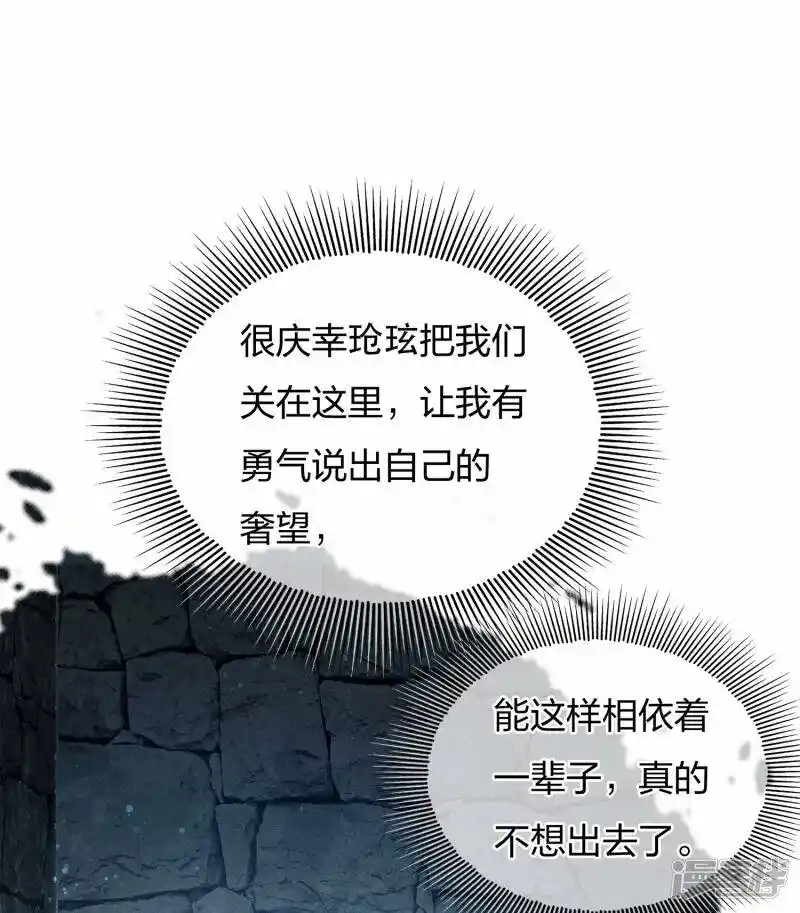 很庆幸玱玹把我们
关在这里，让我有
勇气说出自己的
奢望，
能这样相依着
一辈子，真的
不想出去了。
漫客栈